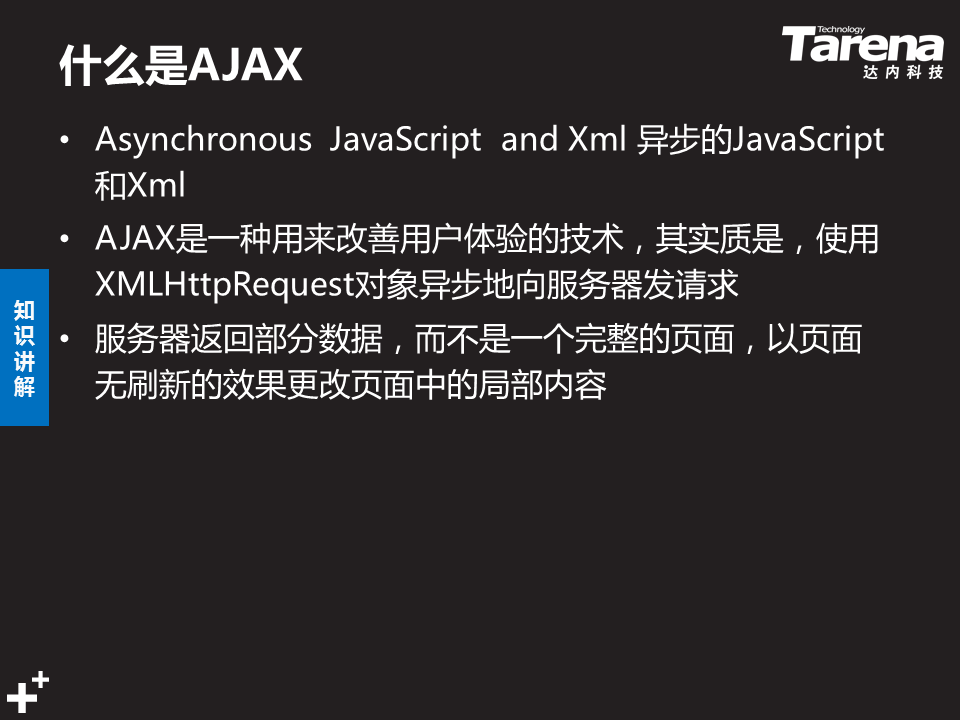 什么是AJAX
Technology
Tarena
达内科技
• Asynchronous JavaScript and Xml 异步的JavaScript
和Xml
• AJAX是一种用来改善用户体验的技术，其实质是，使用
XMLHttpRequest对象异步地向服务器发请求
• 服务器返回部分数据，而不是一个完整的页面，以页面
无刷新的效果更改页面中的局部内容
知
识
讲
解